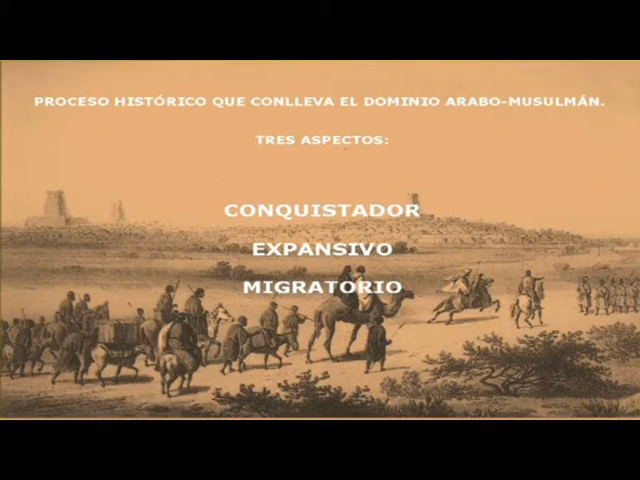 PROCESO HISTÓRICO QUE CONLLEVA EL DOMINIO ARABO-MUSULMÁN.
TRES ASPECTOS:
CONQUISTADOR
EXPANSIVO
MIGRATORIO